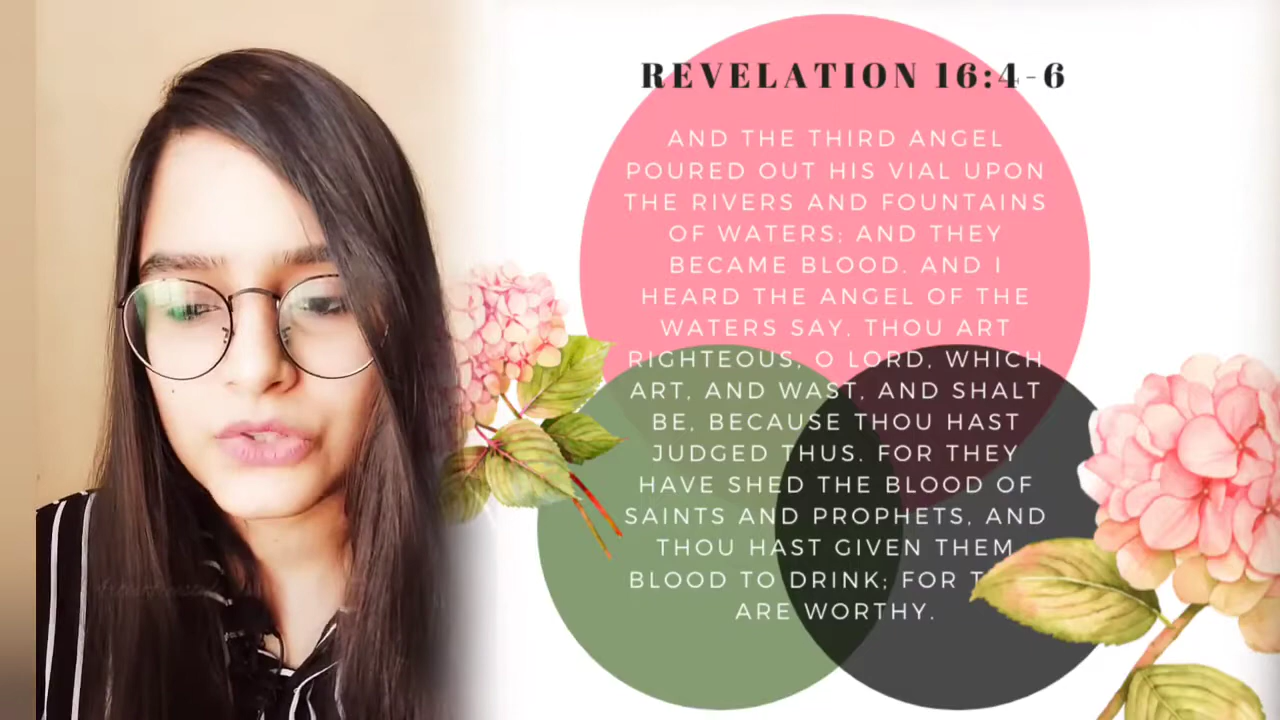 REVELATION 16:4-6
AND THE THIRD ANGEL
POURED OUT HIS VIAL UPON
THE RIVERS AND FOUNTAINS
OF WATERS; AND THEY
BECAME BLOOD. AND I
HEARD THE ANGEL OF THE
WATERS SAY, THOU ART
RIGHTEOUS, O LORD, WHICH
ART, AND WAST, AND SHALT
BE, BECAUSE THOU HAST
JUDGED THUS. FOR THEY
HAVE SHED THE BLOOD OF
SAINTS AND PROPHETS, AND
THOU HAST GIVEN THEM
BLOOD TO DRINK; FOR
ARE WORTHY.